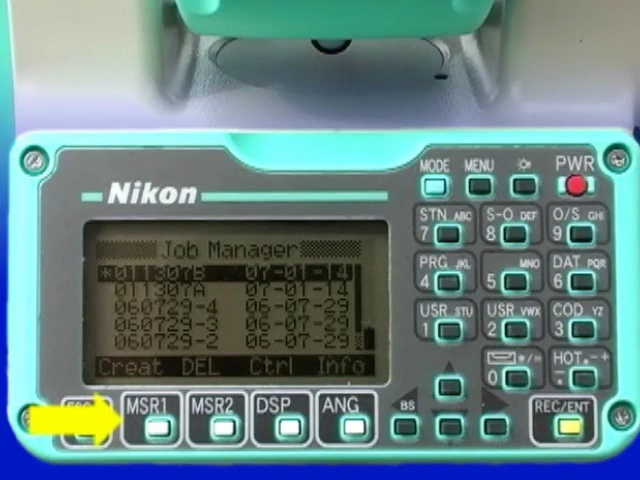 MODE MENU PWR
Nikon
STN ABC S-O DEF O/S GHI
7 8 9
Job Manager
*011307B 07-01-14
011307A 07-01-14
060729-4 06-07-29
060729-3 06-07-29
060729-2 06-07-29
Creat DEL Ctrl Info
PRG JKL MNO DAT PQR
4 5 6
USR STU USR VWX COD YZ
1 2 3
*/= HOT .-+
0 -.
MSR1 MSR2 DSP ANG BS REC/ENT